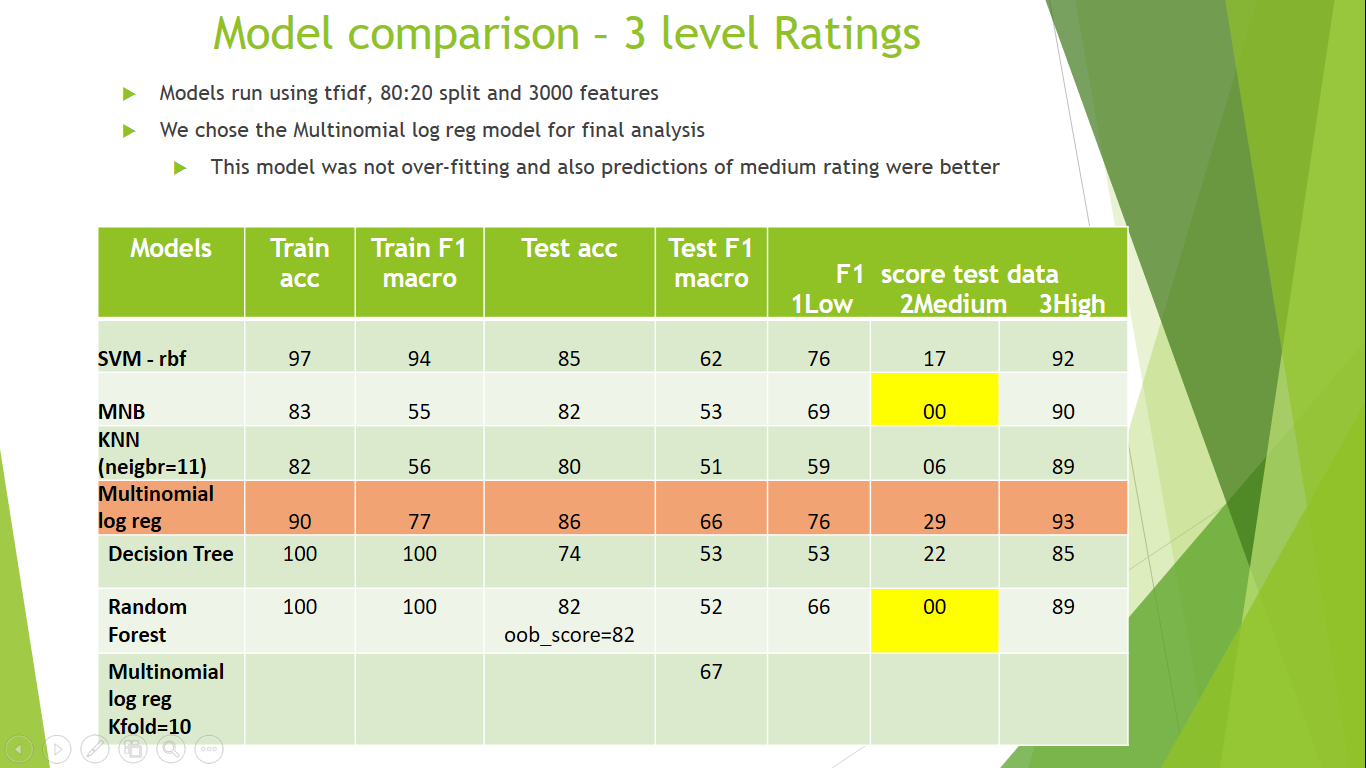 Model comparison - 3 level Ratings
Models run using tfidf, 80:20 split and 3000 features
We chose the Multinomial log reg model for final analysis
This model was not over-fitting and also predictions of medium rating were better
Models Train acc Train F1 macro Test acc Test F1 macro F1 score test data
1Low 2Medium 3High
SVM - rbf 97 94 85 62 76 17 92
MNB 83 55 82 53 69 00 90
KNN
(neigbr=11) 82 56 80 51 59 06 89
Multinomial
log reg 90 77 86 66 76 29 93
Decision Tree 100 100 74 53 53 22 85
Random 100 100 82 52 66 00 89
Forest oob_score=82
Multinomial 67
log reg
Kfold=10